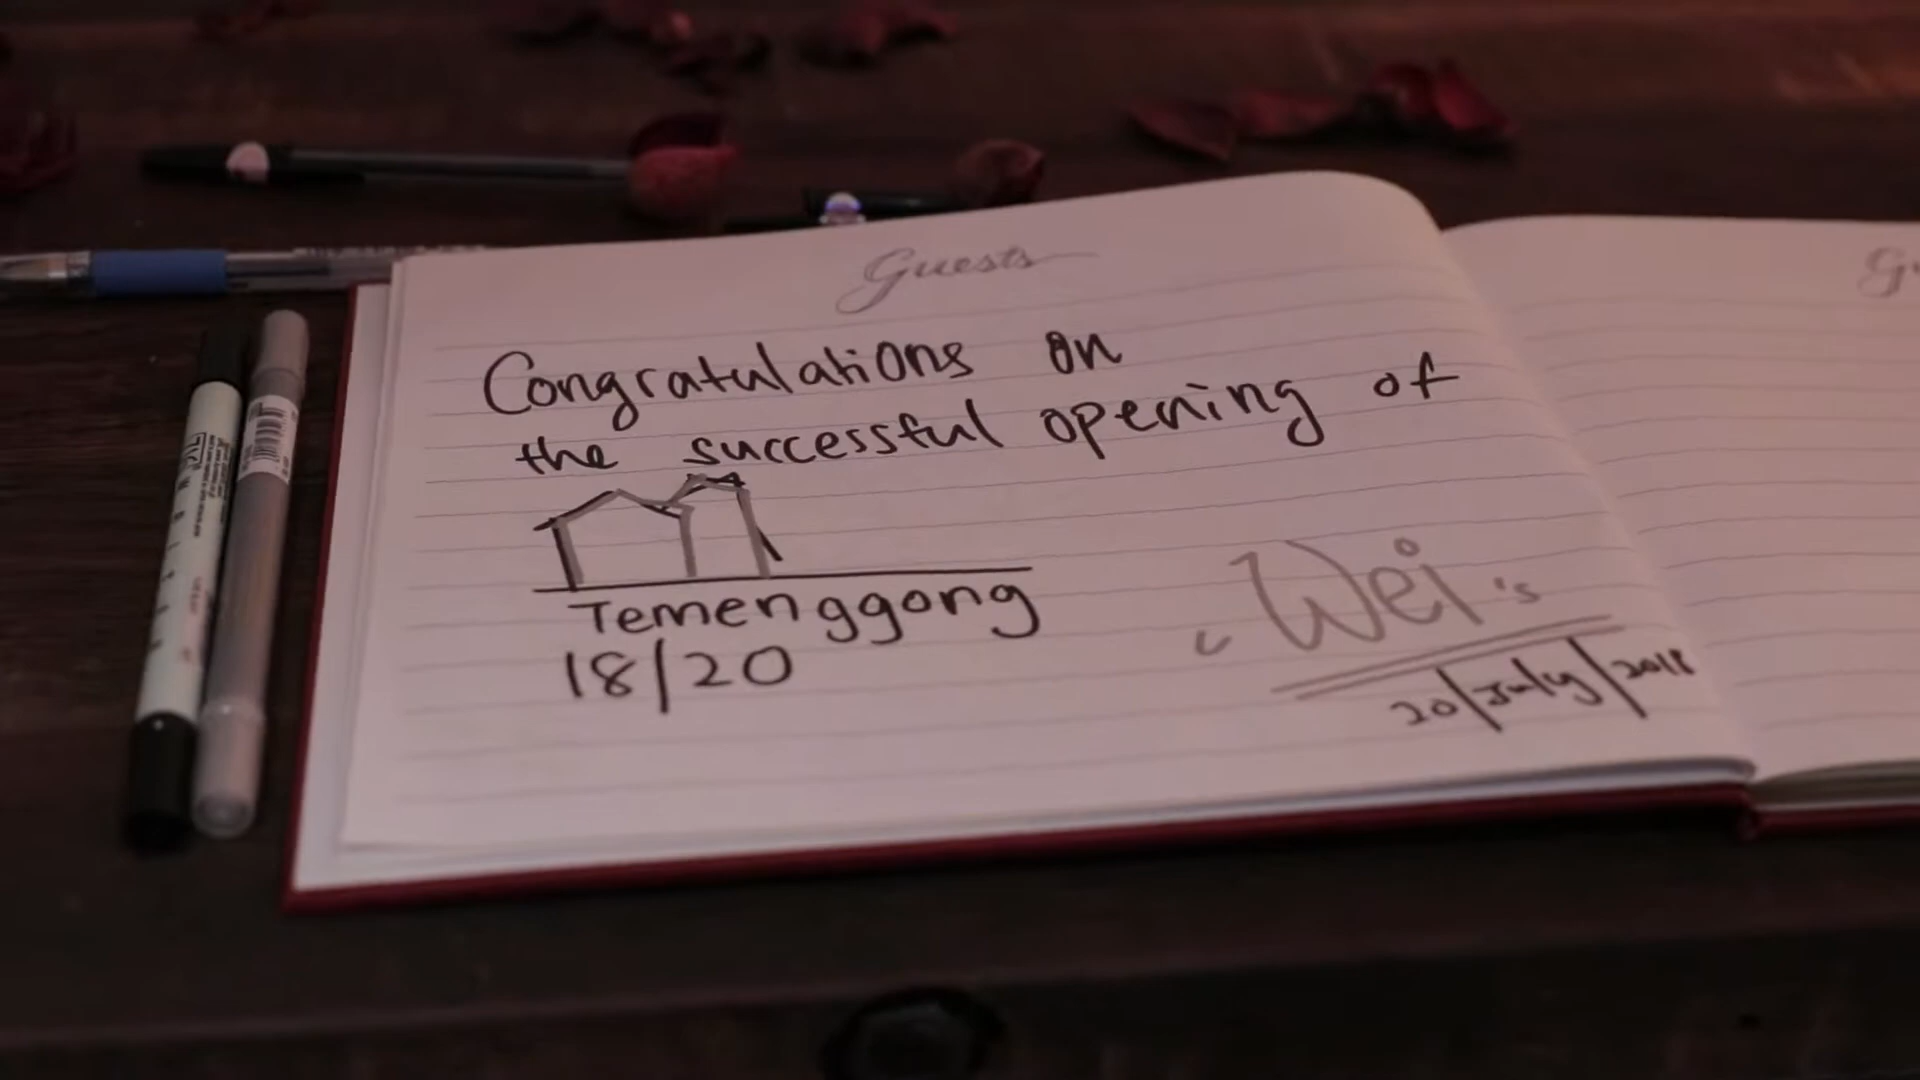 Guests
Congratulations on
the successful opening of
Temenggong
18/20
Wei's
20/July/2018